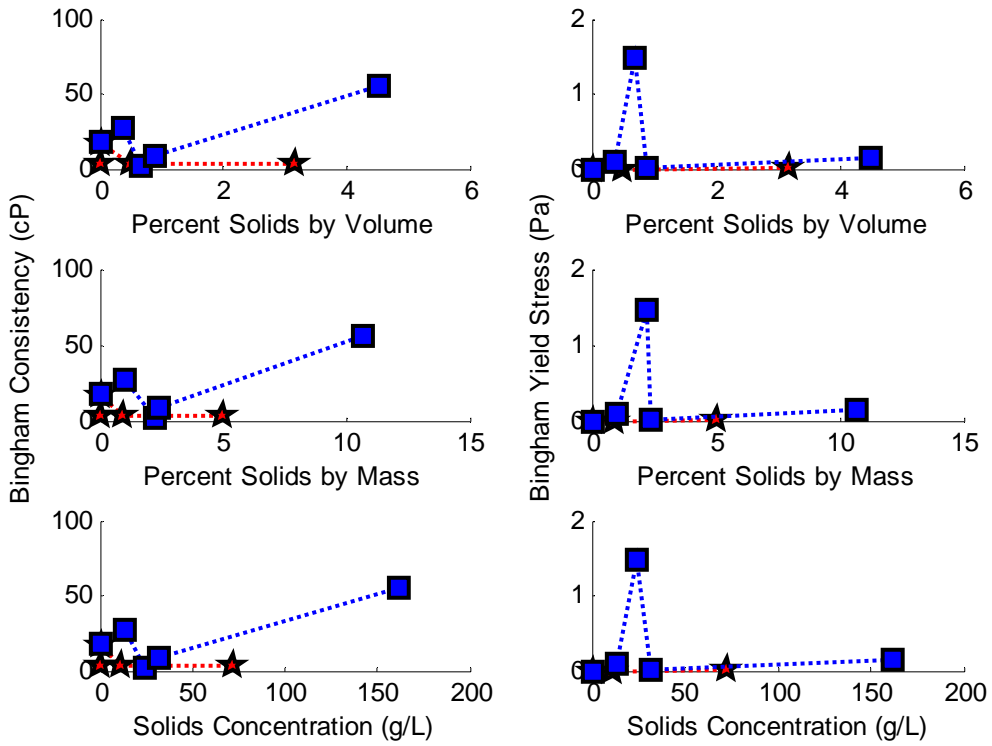 100
50
0
0 2 4 6
Percent Solids by Volume
2
1
0
0 2 4 6
Percent Solids by Volume
Bingham Consistency (cP)
100
50
0
0 5 10 15
Percent Solids by Mass
Bingham Yield Stress (Pa)
2
1
0
0 5 10 15
Percent Solids by Mass
100
50
0
0 50 100 150 200
Solids Concentration (g/L)
2
1
0
0 50 100 150 200
Solids Concentration (g/L)